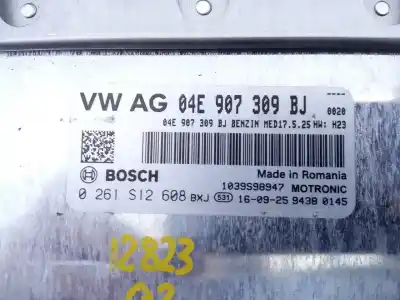 VW AG 04E 907 309 BJ 0020
04E 907 309 BJ BENZIN MED17.5.25 HW: H23
BOSCH Made in Romania
1039S98947 MOTRONIC
0 261 S12 608 BXJ 531 16-09-25 9438 0145
12823